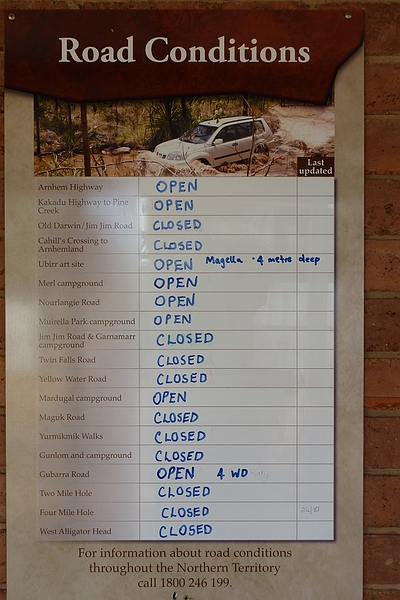 Road Conditions
Last
updated
Arnhem Highway OPEN
Kakadu Highway to Pine
Creek OPEN
Old Darwin/Jim Jim Road CLOSED
Cahill's Crossing to
Arnhemland CLOSED
Ubirr art site OPEN Magella .4 metre deep
Merl campground OPEN
Nourlangie Road OPEN
Muirella Park campground OPEN
Jim Jim Road & Garnamarr
campground CLOSED
Twin Falls Road CLOSED
Yellow Water Road CLOSED
Mardugal campground OPEN
Maguk Road CLOSED
Yurmikmik Walks CLOSED
Gunlom and campground CLOSED
Gubarra Road OPEN 4 WD
Two Mile Hole CLOSED
Four Mile Hole CLOSED
West Alligator Head CLOSED
For information about road conditions
throughout the Northern Territory
call 1800 246 199.